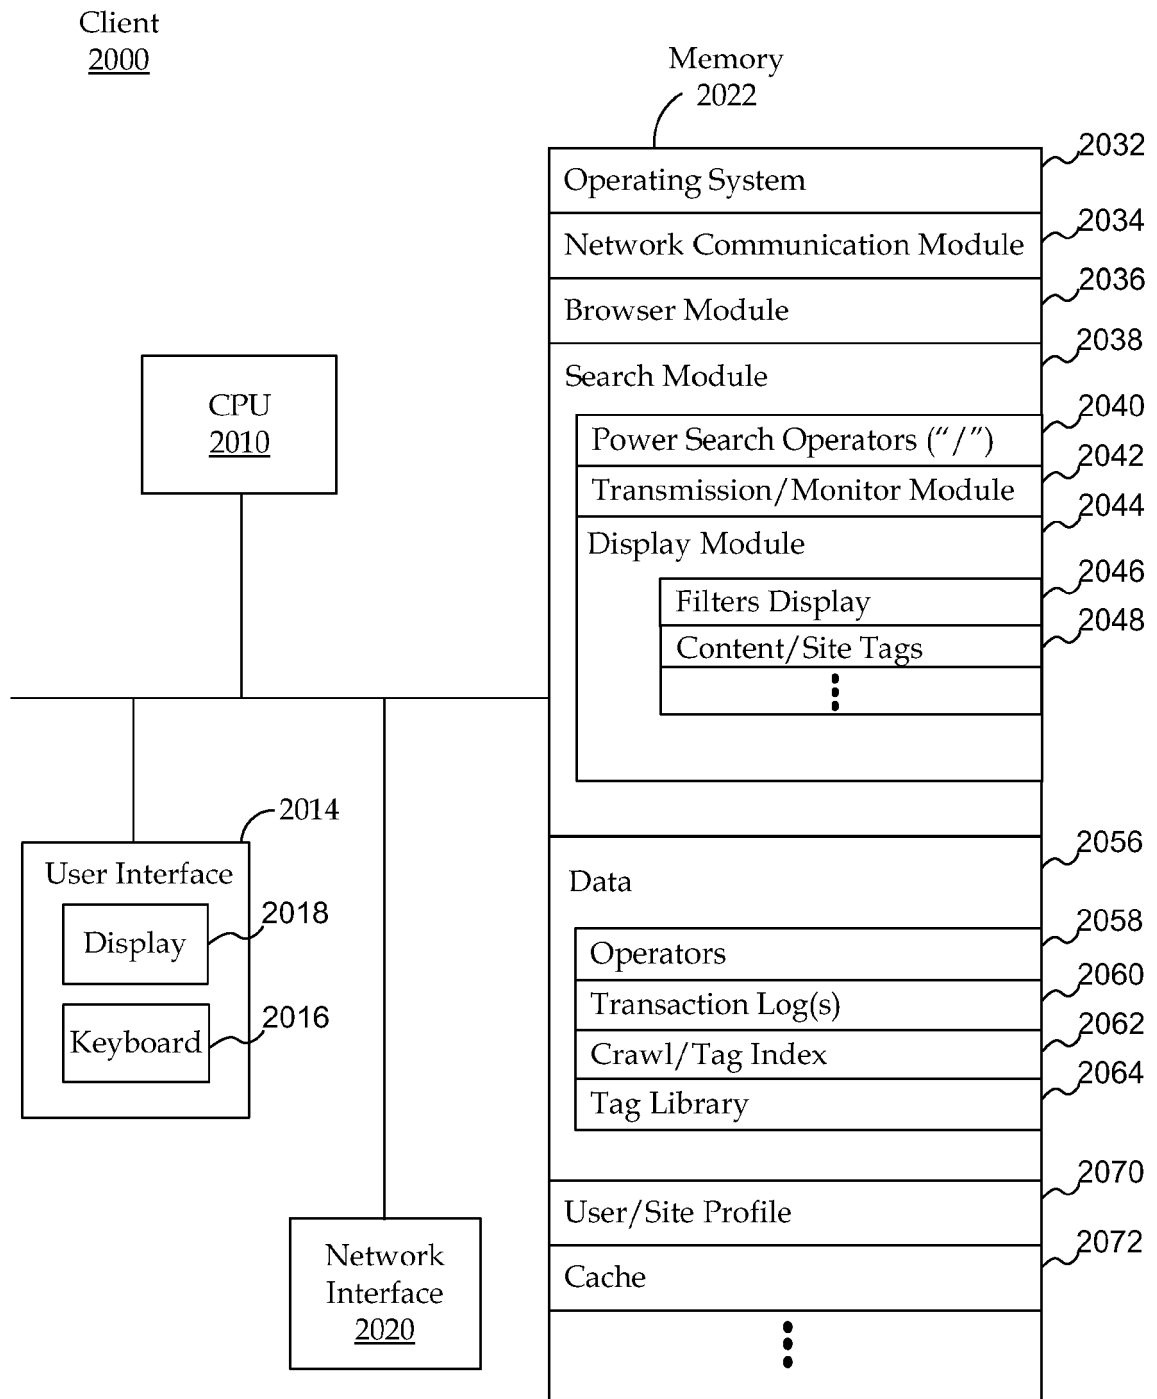 Client
2000
Memory
2022
Operating System
2032
Network Communication Module
2034
Browser Module
2036
Search Module
2038
Power Search Operators (“/”)
2040
Transmission/Monitor Module
2042
Display Module
2044
Filters Display
2046
Content/Site Tags
2048
CPU
2010
2014
User Interface
Display
2018
Keyboard
2016
Network
Interface
2020
Data
2056
Operators
2058
Transaction Log(s)
2060
Crawl/Tag Index
2062
Tag Library
2064
User/Site Profile
2070
Cache
2072